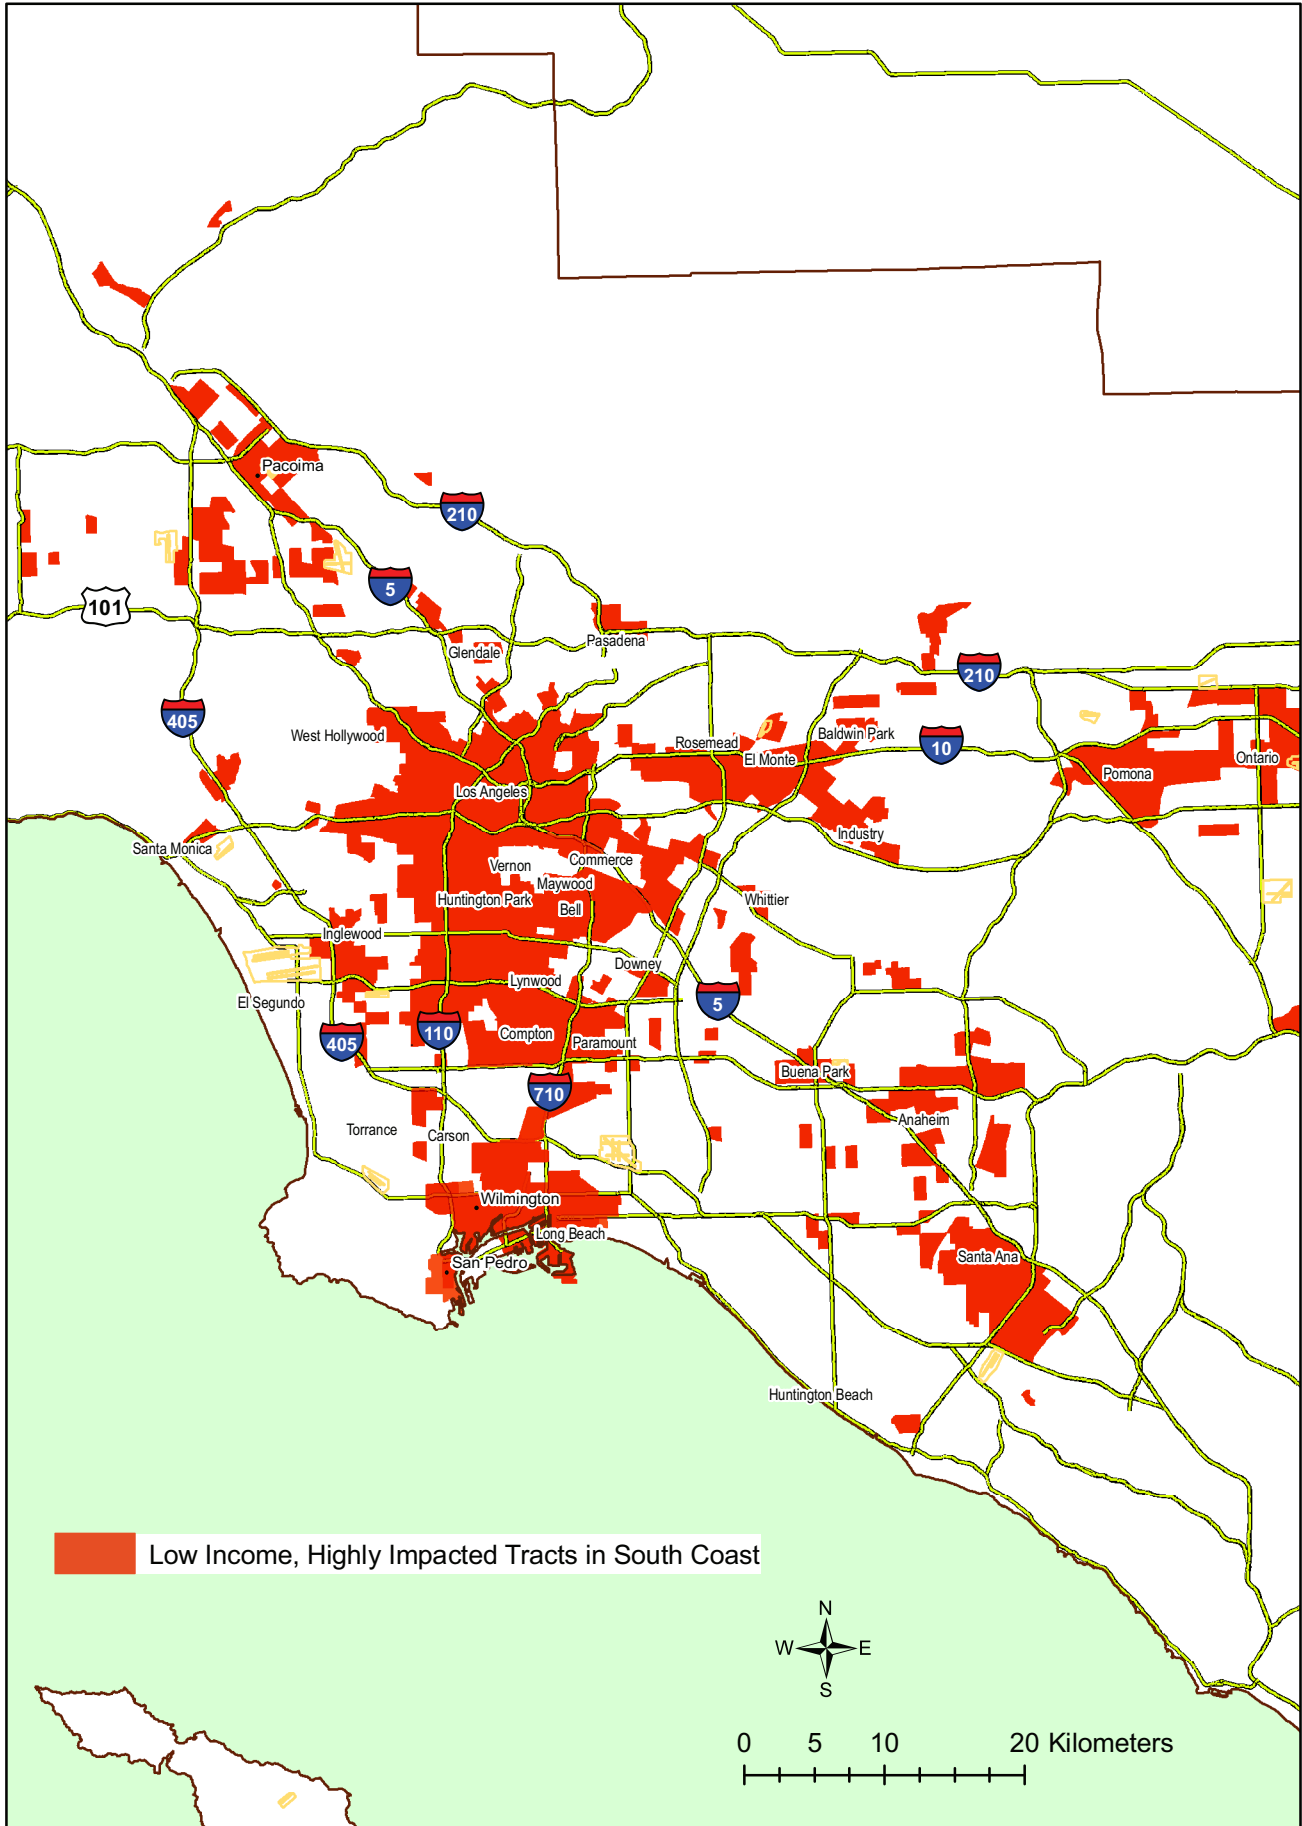 Pacoima
210
5
101
Glendale
Pasadena
210
405
West Hollywood
Rosemead
Baldwin Park
10
El Monte
Ontario
Pomona
Los Angeles
Industry
Santa Monica
Commerce
Vernon
Maywood
Huntington Park
Whittier
Bell
Inglewood
Downey
Lynwood
El Segundo
5
405
110
Compton
Paramount
Buena Park
710
Anaheim
Torrance
Carson
Wilmington
Long Beach
San Pedro
Santa Ana
Huntington Beach
Low Income, Highly Impacted Tracts in South Coast
N
W E
S
0 5 10 20 Kilometers